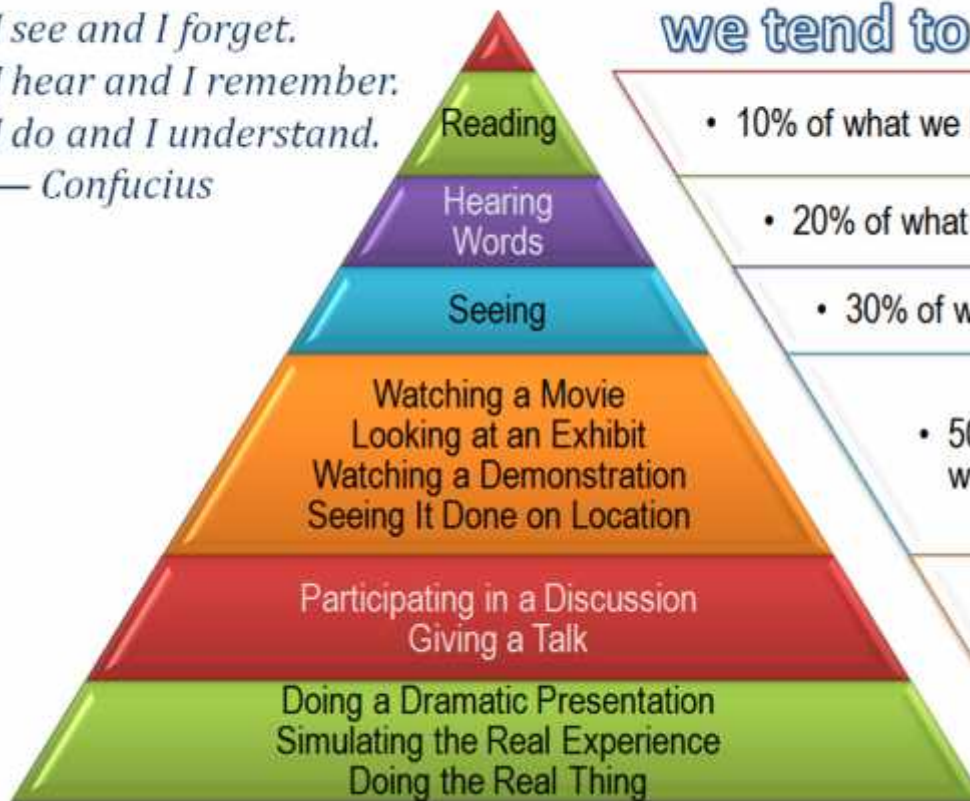 see and I forget.
I hear and I remember.
I do and I understand.
— Confucius
we tend to
Reading
• 10% of what we
Hearing
Words
• 20% of what
Seeing
• 30% of w
Watching a Movie
Looking at an Exhibit
Watching a Demonstration
Seeing It Done on Location
• 50
w
Participating in a Discussion
Giving a Talk
Doing a Dramatic Presentation
Simulating the Real Experience
Doing the Real Thing